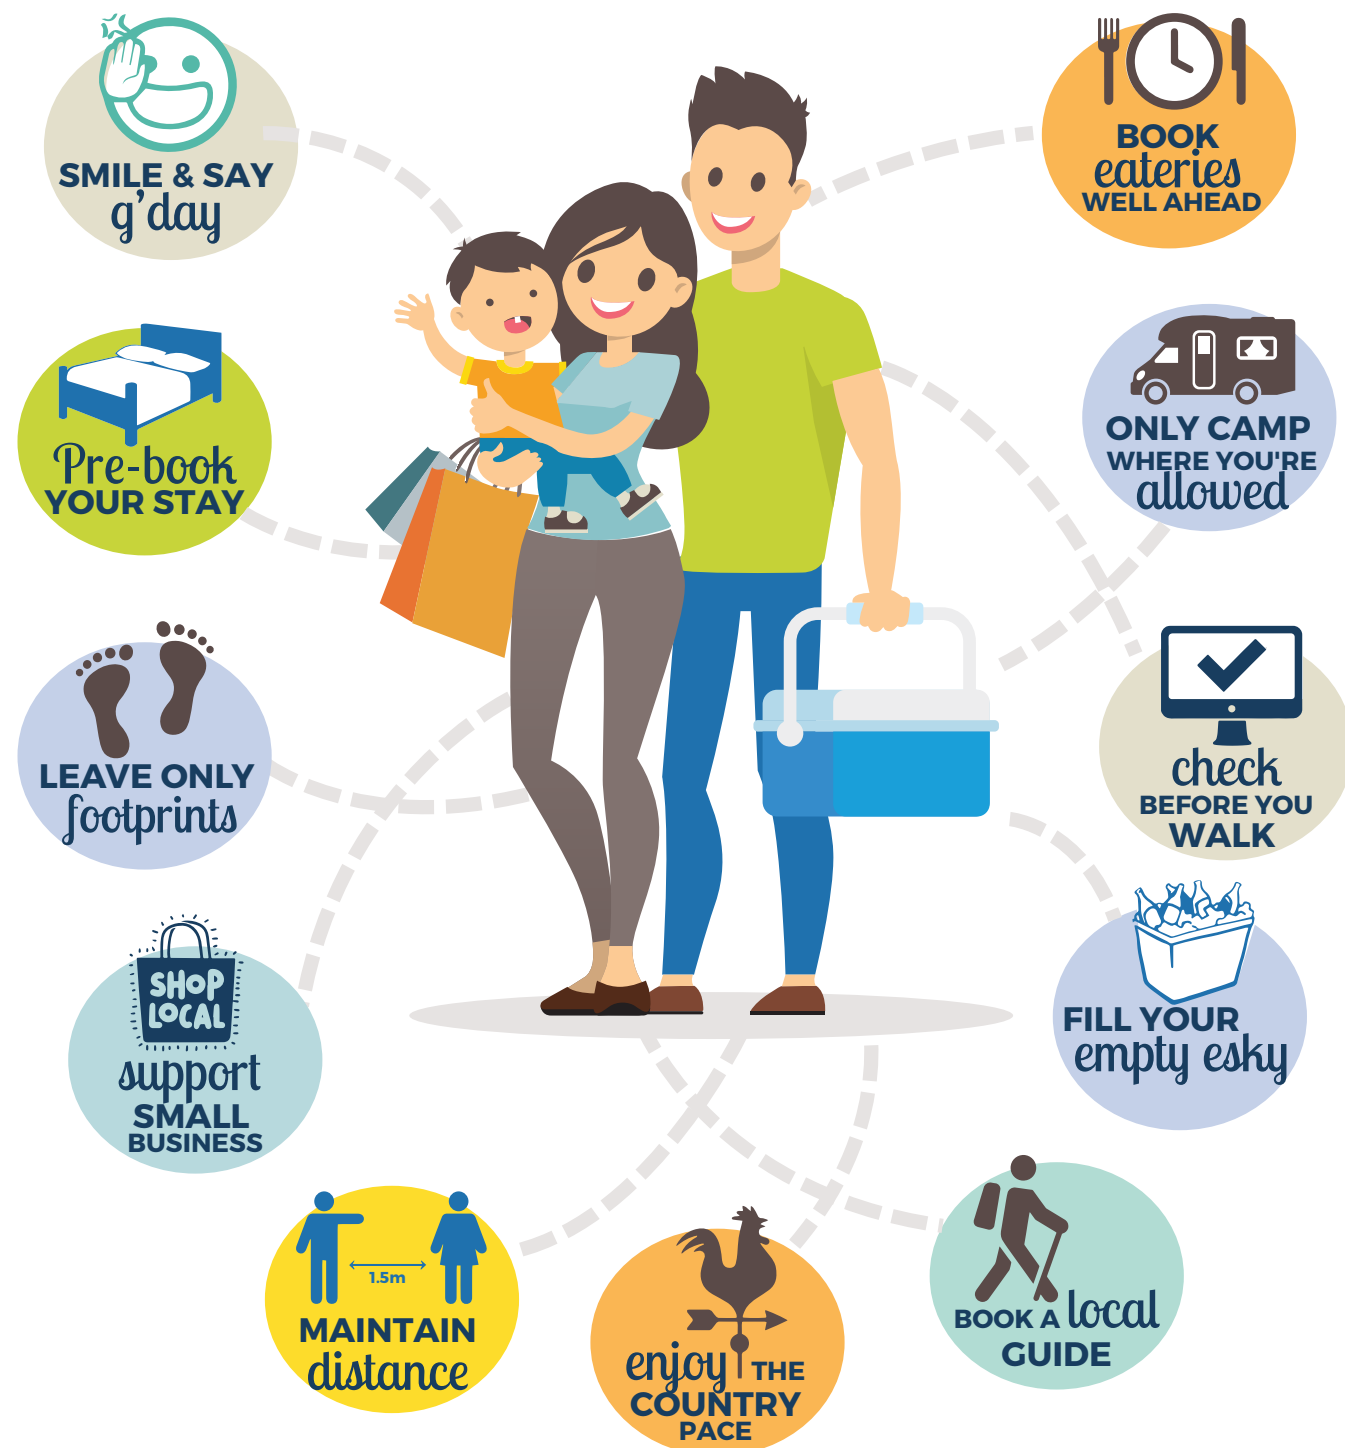 SMILE & SAY
g'day
BOOK
eateries
WELL AHEAD
Pre-book
YOUR STAY
ONLY CAMP
WHERE YOU'RE
allowed
LEAVE ONLY
footprints
check
BEFORE YOU
WALK
SHOP
LOCAL
support
SMALL
BUSINESS
FILL YOUR
empty esky
1.5m
MAINTAIN
distance
enjoy THE
COUNTRY
PACE
BOOK A local
GUIDE